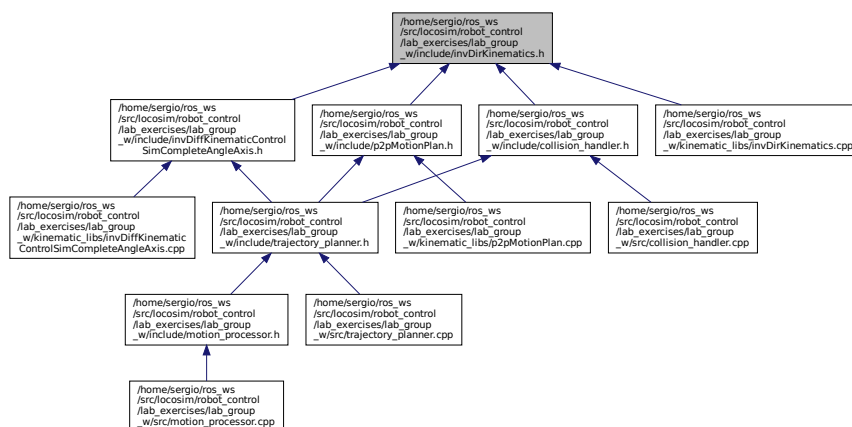 /home/sergio/ros_ws
/src/locosim/robot_control
/lab_exercises/lab_group
_w/include/invDirKinematics.h
/home/sergio/ros_ws
/src/locosim/robot_control
/lab_exercises/lab_group
_w/include/invDiffKinematicControl
SimCompleteAngleAxis.h
/home/sergio/ros_ws
/src/locosim/robot_control
/lab_exercises/lab_group
_w/include/p2pMotionPlan.h
/home/sergio/ros_ws
/src/locosim/robot_control
/lab_exercises/lab_group
_w/include/collision_handler.h
/home/sergio/ros_ws
/src/locosim/robot_control
/lab_exercises/lab_group
_w/kinematic_libs/invDirKinematics.cpp
/home/sergio/ros_ws
/src/locosim/robot_control
/lab_exercises/lab_group
_w/kinematic_libs/invDiffKinematic
ControlSimCompleteAngleAxis.cpp
/home/sergio/ros_ws
/src/locosim/robot_control
/lab_exercises/lab_group
_w/include/trajectory_planner.h
/home/sergio/ros_ws
/src/locosim/robot_control
/lab_exercises/lab_group
_w/kinematic_libs/p2pMotionPlan.cpp
/home/sergio/ros_ws
/src/locosim/robot_control
/lab_exercises/lab_group
_w/src/collision_handler.cpp
/home/sergio/ros_ws
/src/locosim/robot_control
/lab_exercises/lab_group
_w/include/motion_processor.h
/home/sergio/ros_ws
/src/locosim/robot_control
/lab_exercises/lab_group
_w/src/trajectory_planner.cpp
/home/sergio/ros_ws
/src/locosim/robot_control
/lab_exercises/lab_group
_w/src/motion_processor.cpp